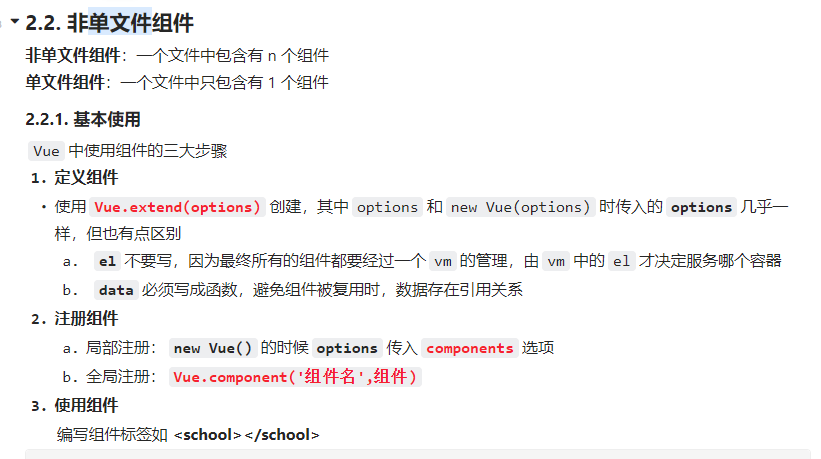 2.2. 非单文件组件
非单文件组件：一个文件中包含有 n 个组件
单文件组件：一个文件中只包含有 1 个组件
2.2.1. 基本使用
Vue 中使用组件的三大步骤
1. 定义组件
• 使用 Vue.extend(options) 创建，其中 options 和 new Vue(options) 时传入的 options 几乎一
样，但也有点区别
a. el 不要写，因为最终所有的组件都要经过一个 vm 的管理，由 vm 中的 el 才决定服务哪个容器
b. data 必须写成函数，避免组件被复用时，数据存在引用关系
2. 注册组件
a. 局部注册： new Vue() 的时候 options 传入 components 选项
b. 全局注册： Vue.component('组件名',组件)
3. 使用组件
编写组件标签如 <school></school>